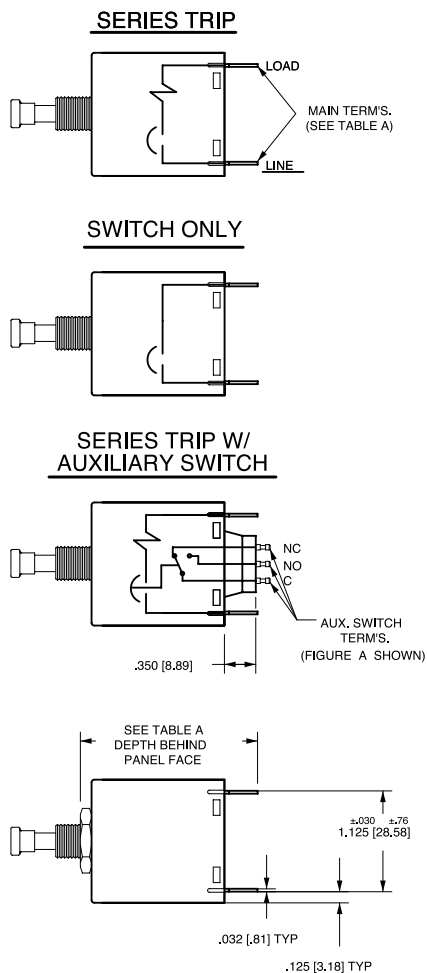 SERIES TRIP
LOAD
MAIN TERM'S.
(SEE TABLE A)
LINE
SWITCH ONLY
SERIES TRIP W/
AUXILIARY SWITCH
NC
NO
C
AUX. SWITCH
TERM'S.
(FIGURE A SHOWN)
.350 [8.89]
SEE TABLE A
DEPTH BEHIND
PANEL FACE
±.030 ±.76
1.125 [28.58]
.032 [.81] TYP
.125 [3.18] TYP